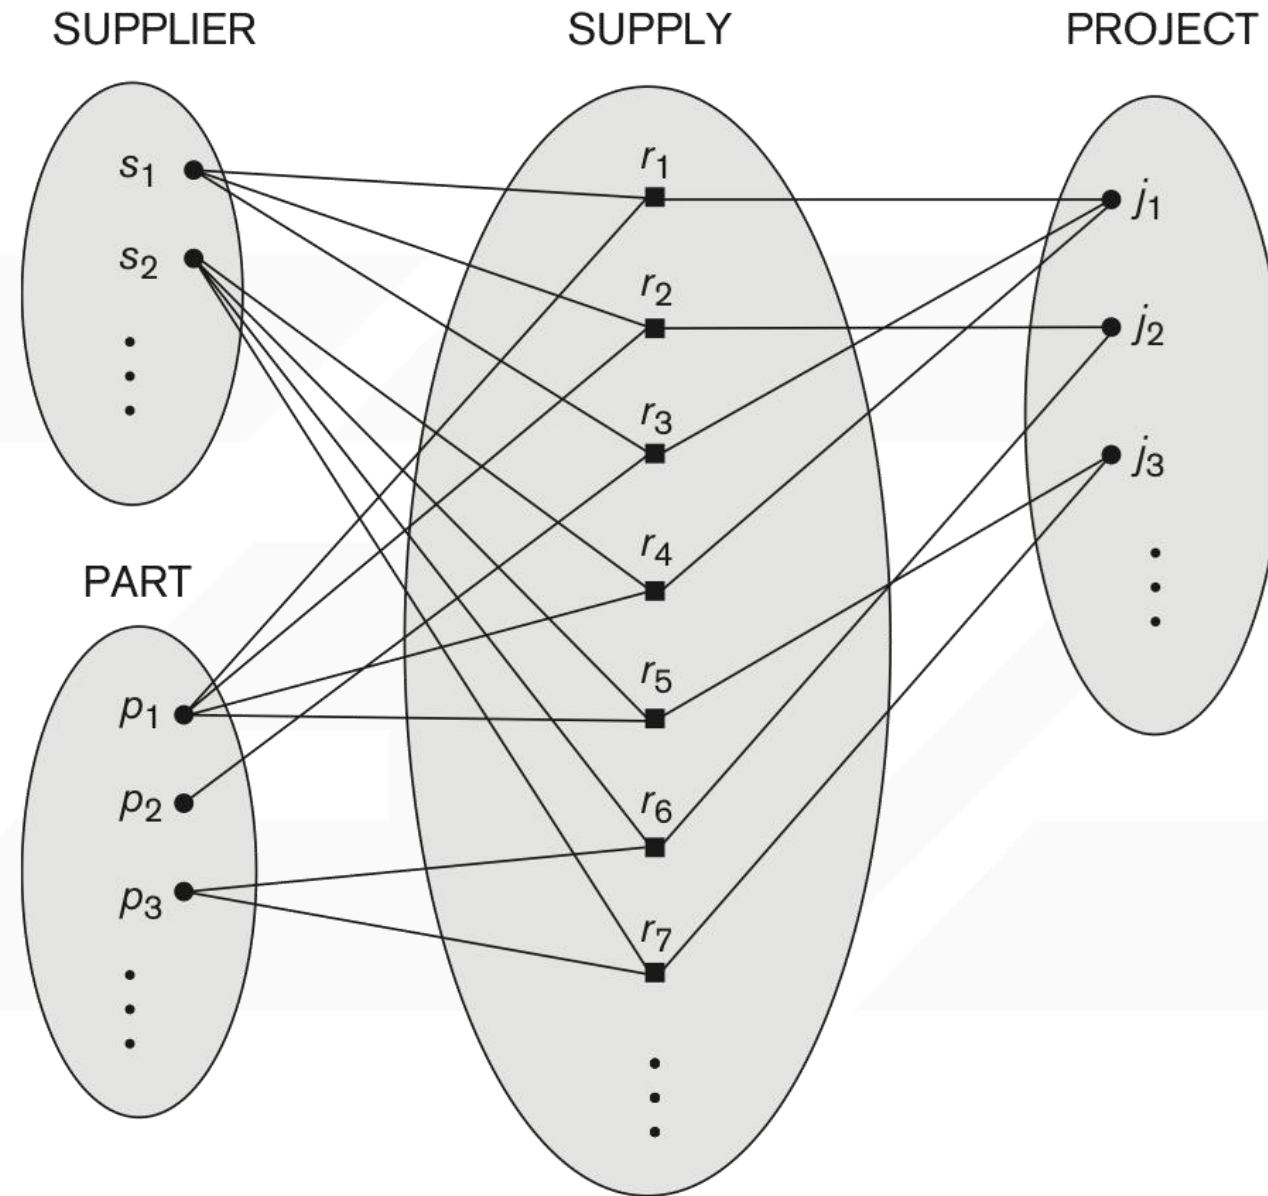 SUPPLIER
SUPPLY
PROJECT
s1
s2
PART
p1
p2
p3
r1
r2
r3
r4
r5
r6
r7
j1
j2
j3